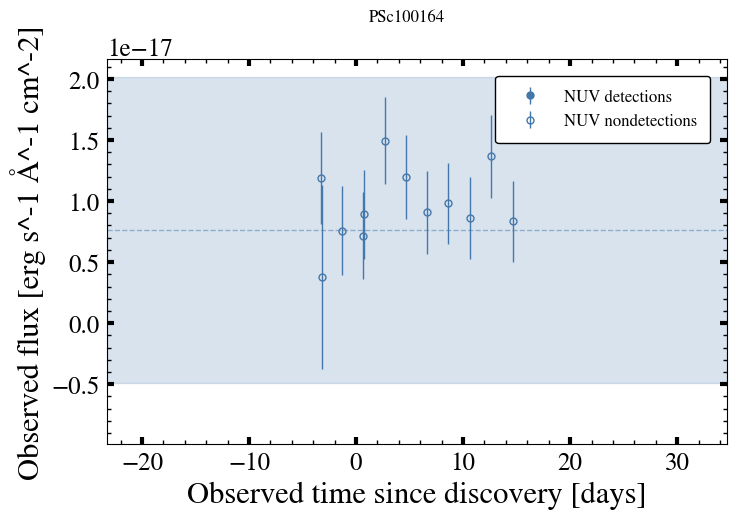 PSc100164
1e−17
NUV detections
NUV nondetections
2.0
1.5
1.0
0.5
0.0
−0.5
Observed flux [erg s^-1 Å^-1 cm^-2]
−20 −10 0 10 20 30
Observed time since discovery [days]